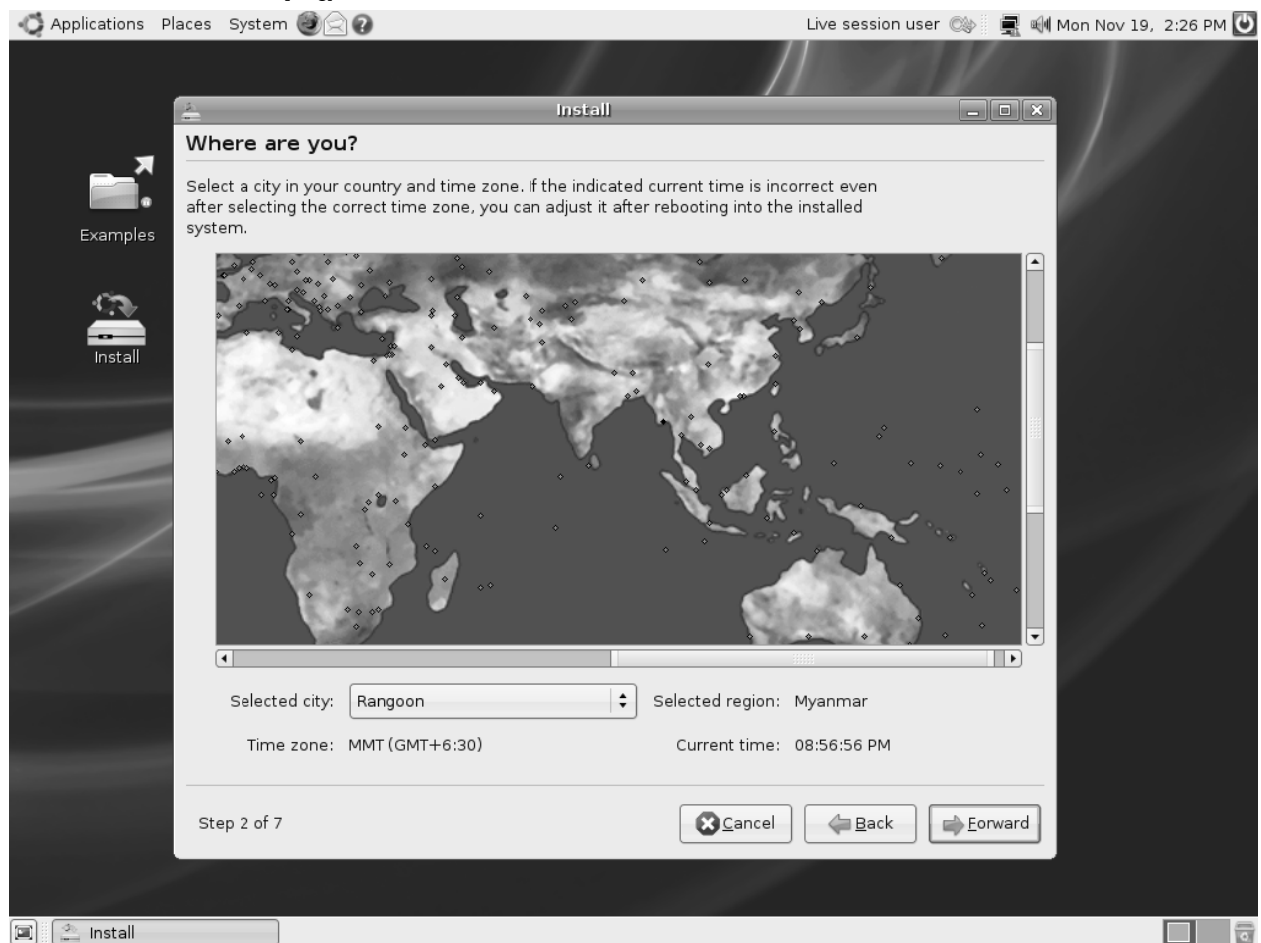 Applications Places System
Live session user Mon Nov 19, 2:26 PM
Install
Where are you?
Select a city in your country and time zone. If the indicated current time is incorrect even
after selecting the correct time zone, you can adjust it after rebooting into the installed
system.
Examples
Install
Selected city: Rangoon Selected region: Myanmar
Time zone: MMT (GMT+6:30) Current time: 08:56:56 PM
Step 2 of 7 Cancel Back Forward
Install